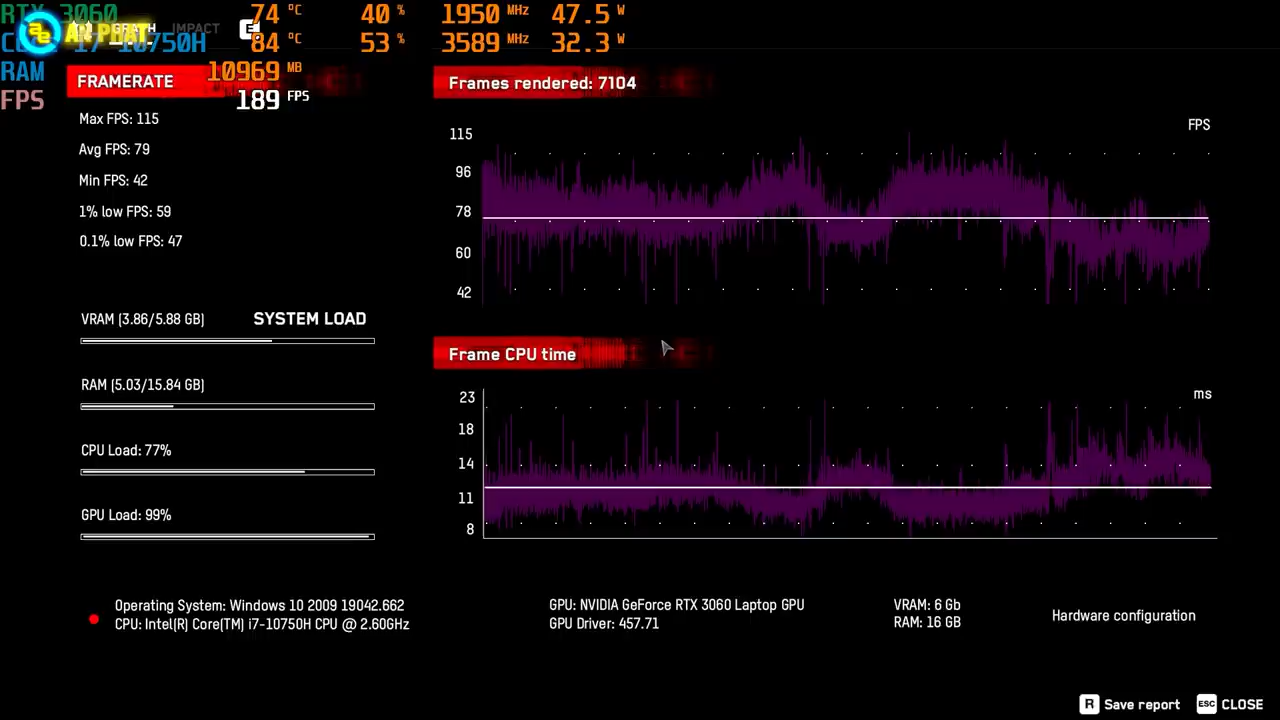 RTX 3060 74 °C 40 % 1950 MHz 47.5 W
GRAPH IMPACT E
i7 10750H 84 °C 53 % 3589 MHz 32.3 W
AN PHAT
RAM 10969 MB
FPS 189 FPS
FRAMERATE
Max FPS: 115
Avg FPS: 79
Min FPS: 42
1% low FPS: 59
0.1% low FPS: 47
VRAM (3.86/5.88 GB) SYSTEM LOAD
RAM (5.03/15.84 GB)
CPU Load: 77%
GPU Load: 99%
Frames rendered: 7104
FPS
115
96
78
60
42
Frame CPU time
ms
23
18
14
11
8
Operating System: Windows 10 2009 19042.662
CPU: Intel(R) Core(TM) i7-10750H CPU @ 2.60GHz
GPU: NVIDIA GeForce RTX 3060 Laptop GPU
GPU Driver: 457.71
VRAM: 6 Gb
RAM: 16 GB
Hardware configuration
R Save report ESC CLOSE